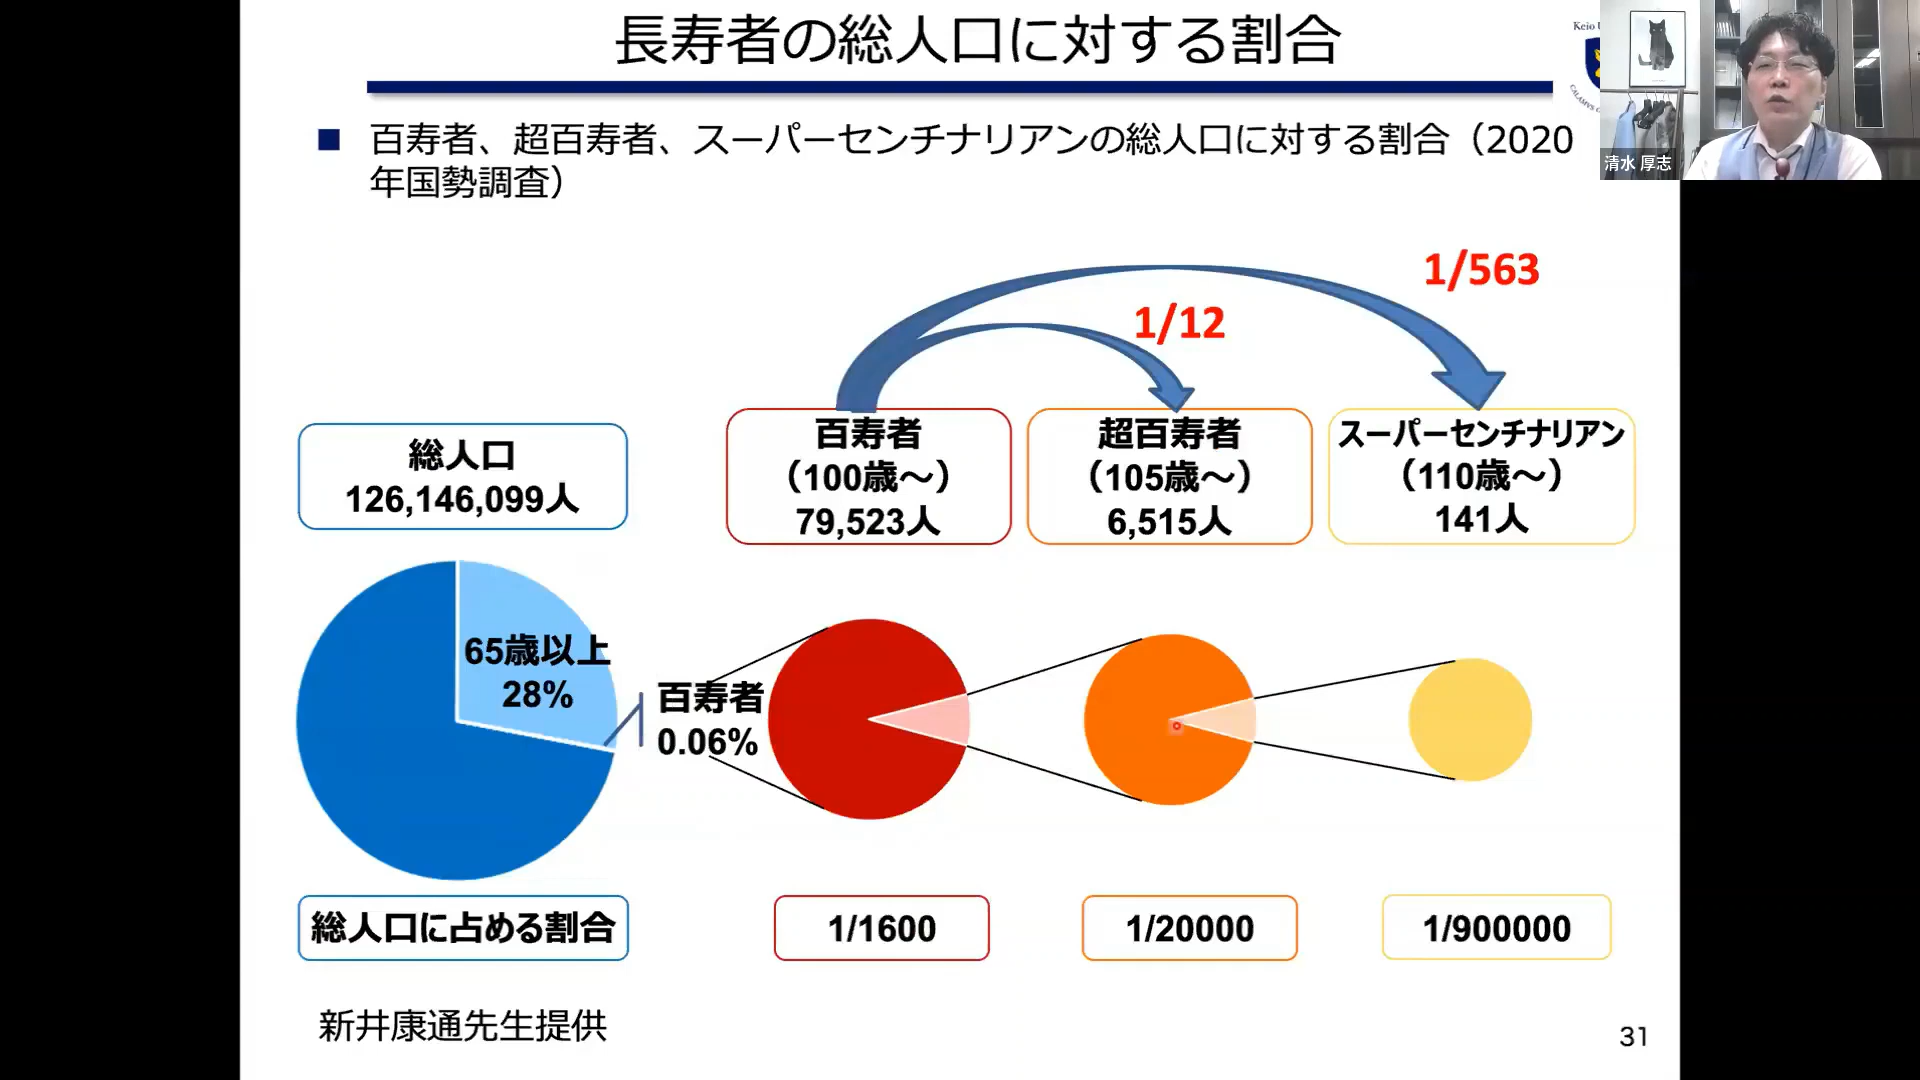 長寿者の総人口に対する割合
■ 百寿者、超百寿者、スーパーセンチナリアンの総人口に対する割合（2020
年国勢調査）
清水 厚志
1/563
1/12
総人口
126,146,099人
百寿者
（100歳～）
79,523人
超百寿者
（105歳～）
6,515人
スーパーセンチナリアン
（110歳～）
141人
65歳以上
28%
百寿者
0.06%
総人口に占める割合
1/1600
1/20000
1/900000
新井康通先生提供
31